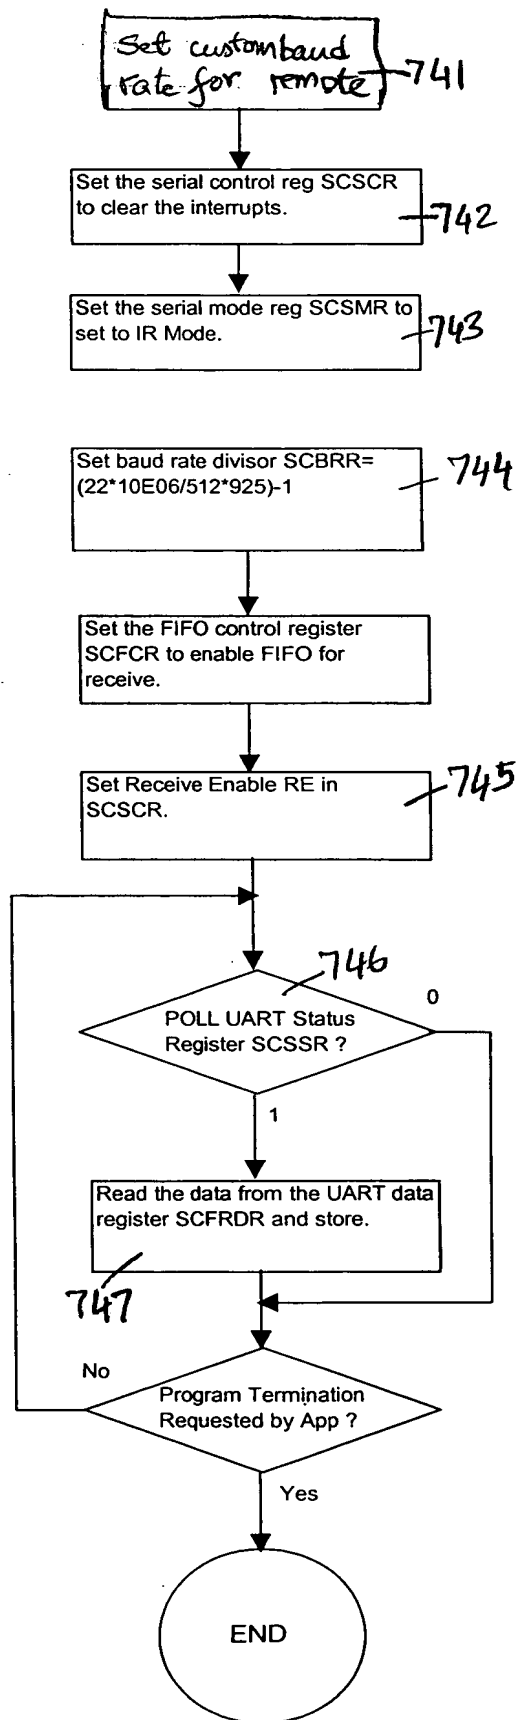 Set custom baud
rate for remote
741
Set the serial control reg SCSCR
to clear the interrupts.
742
Set the serial mode reg SCSMR to
set to IR Mode.
743
Set baud rate divisor SCBRR=
(22*10E06/512*925)-1
744
Set the FIFO control register
SCFCR to enable FIFO for
receive.
Set Receive Enable RE in
SCSCR.
745
746
0
POLL UART Status
Register SCSSR ?
1
Read the data from the UART data
register SCFRDR and store.
747
No
Program Termination
Requested by App ?
Yes
END